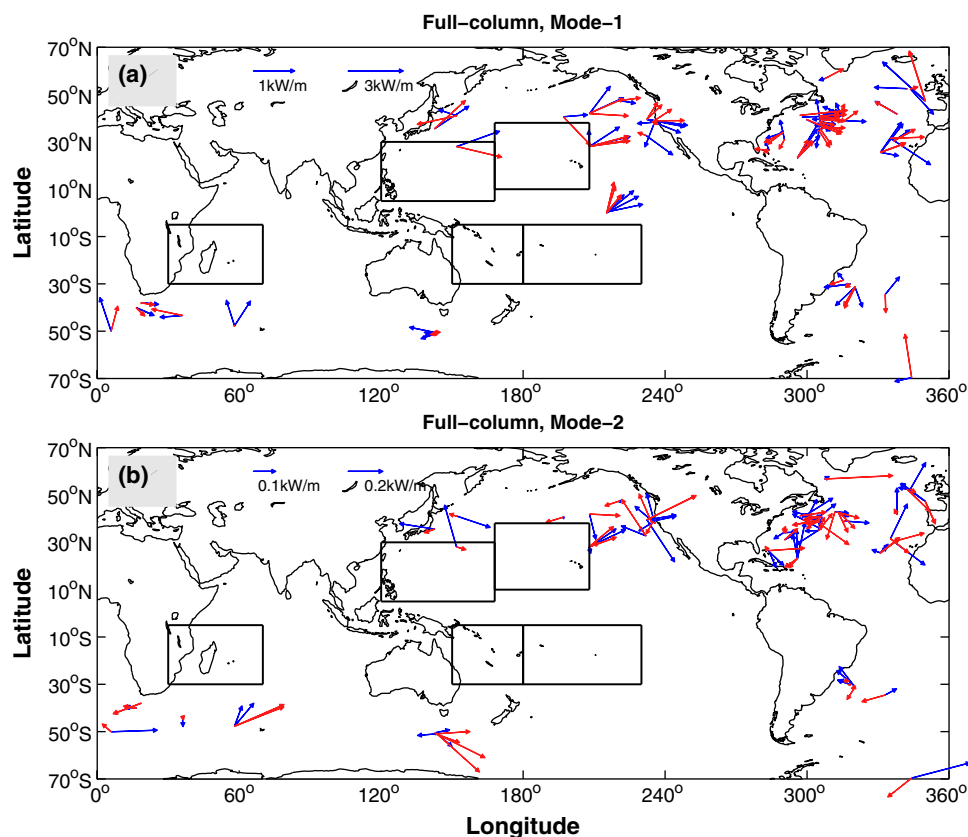 Full−column, Mode−1
(a)
1kW/m 3kW/m
70°N
50°N
30°N
10°N
10°S
30°S
50°S
70°S
Latitude
0° 60° 120° 180° 240° 300° 360°
Full−column, Mode−2
(b)
0.1kW/m 0.2kW/m
70°N
50°N
30°N
10°N
10°S
30°S
50°S
70°S
Latitude
0° 60° 120° 180° 240° 300° 360°
Longitude